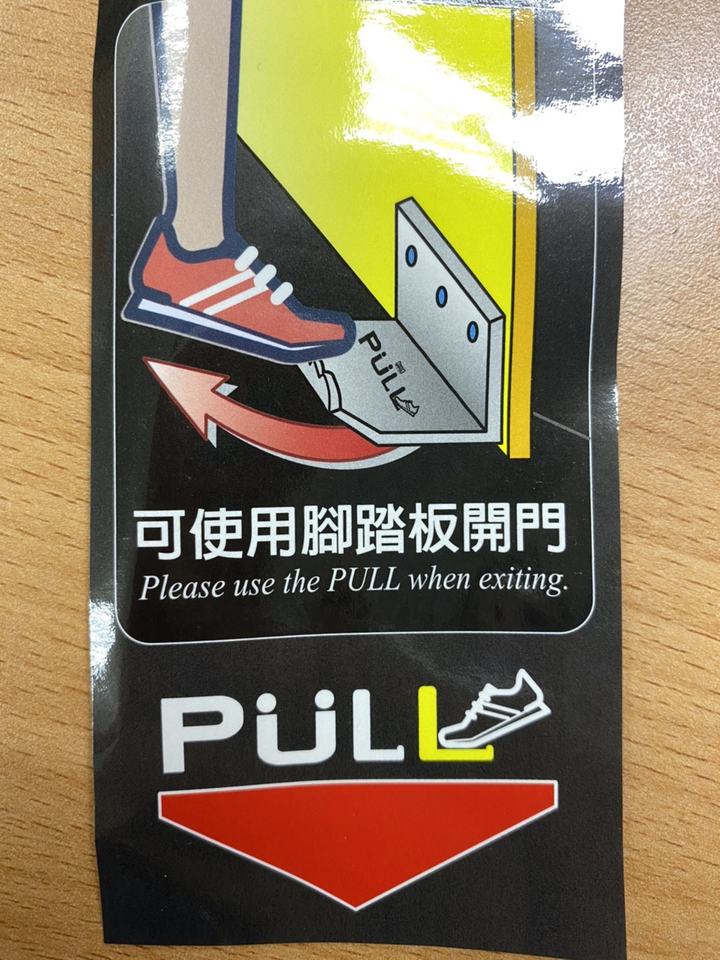 PULL
可使用腳踏板開門
Please use the PULL when exiting.
PULL